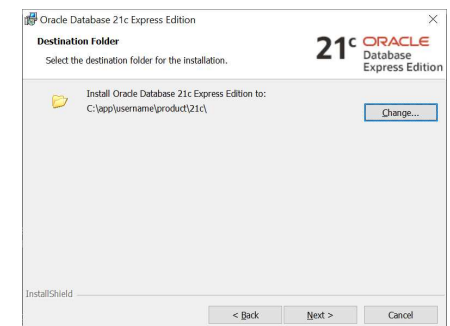 Oracle Database 21c Express Edition
Destination Folder
Select the destination folder for the installation.
21c ORACLE
Database
Express Edition
Install Oracle Database 21c Express Edition to:
C:\app\username\product\21c\
Change...
InstallShield
< Back
Next >
Cancel